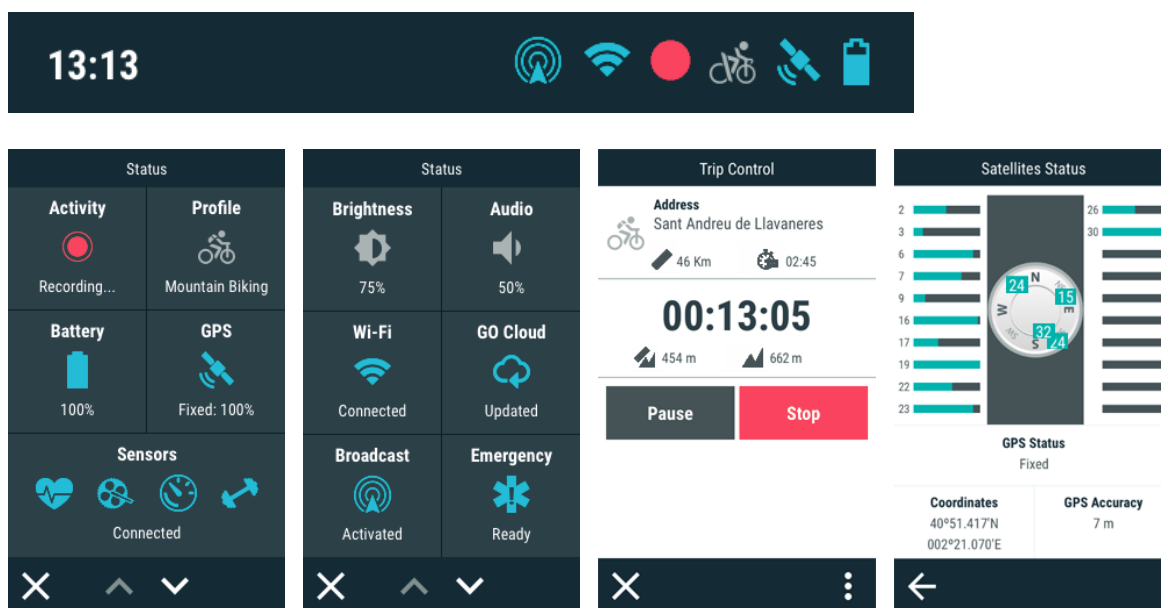 13:13
Status
Activity Profile
Recording... Mountain Biking
Battery GPS
100% Fixed: 100%
Sensors
Connected
Status
Brightness Audio
75% 50%
Wi-Fi GO Cloud
Connected Updated
Broadcast Emergency
Activated Ready
Trip Control
Address
Sant Andreu de Llavaneres
46 Km 02:45
00:13:05
454 m 662 m
Pause Stop
Satellites Status
2 26
3 30
6
7
9
16
17
19
22
23
N
24
15
E
W
SW
32
S 24
GPS Status
Fixed
Coordinates GPS Accuracy
40º51.417'N 7 m
002º21.070'E